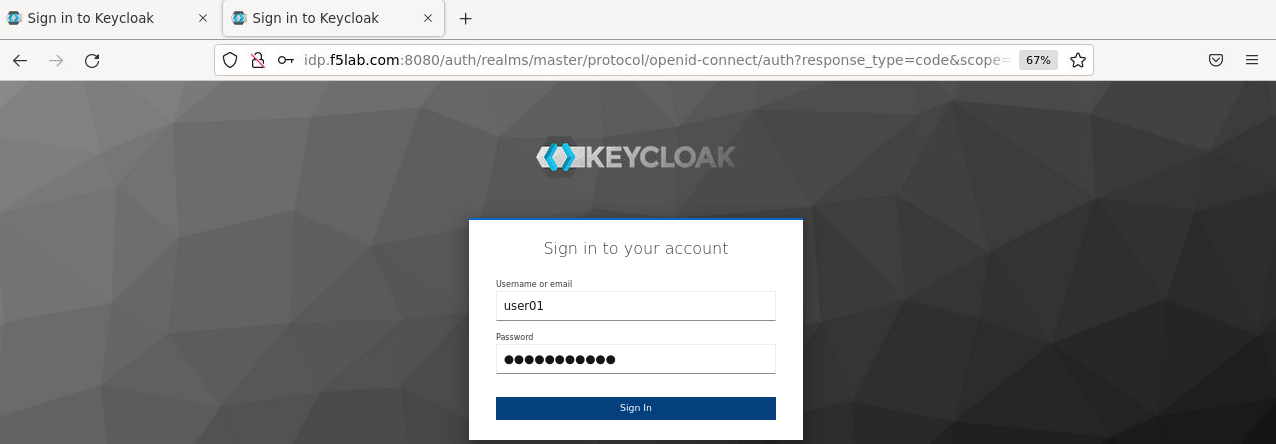 Sign in to Keycloak
Sign in to Keycloak
idp.f5lab.com:8080/auth/realms/master/protocol/openid-connect/auth?response_type=code&scope=
67%
KEYCLOAK
Sign in to your account
Username or email
user01
Password
●●●●●●●●●●●
Sign In